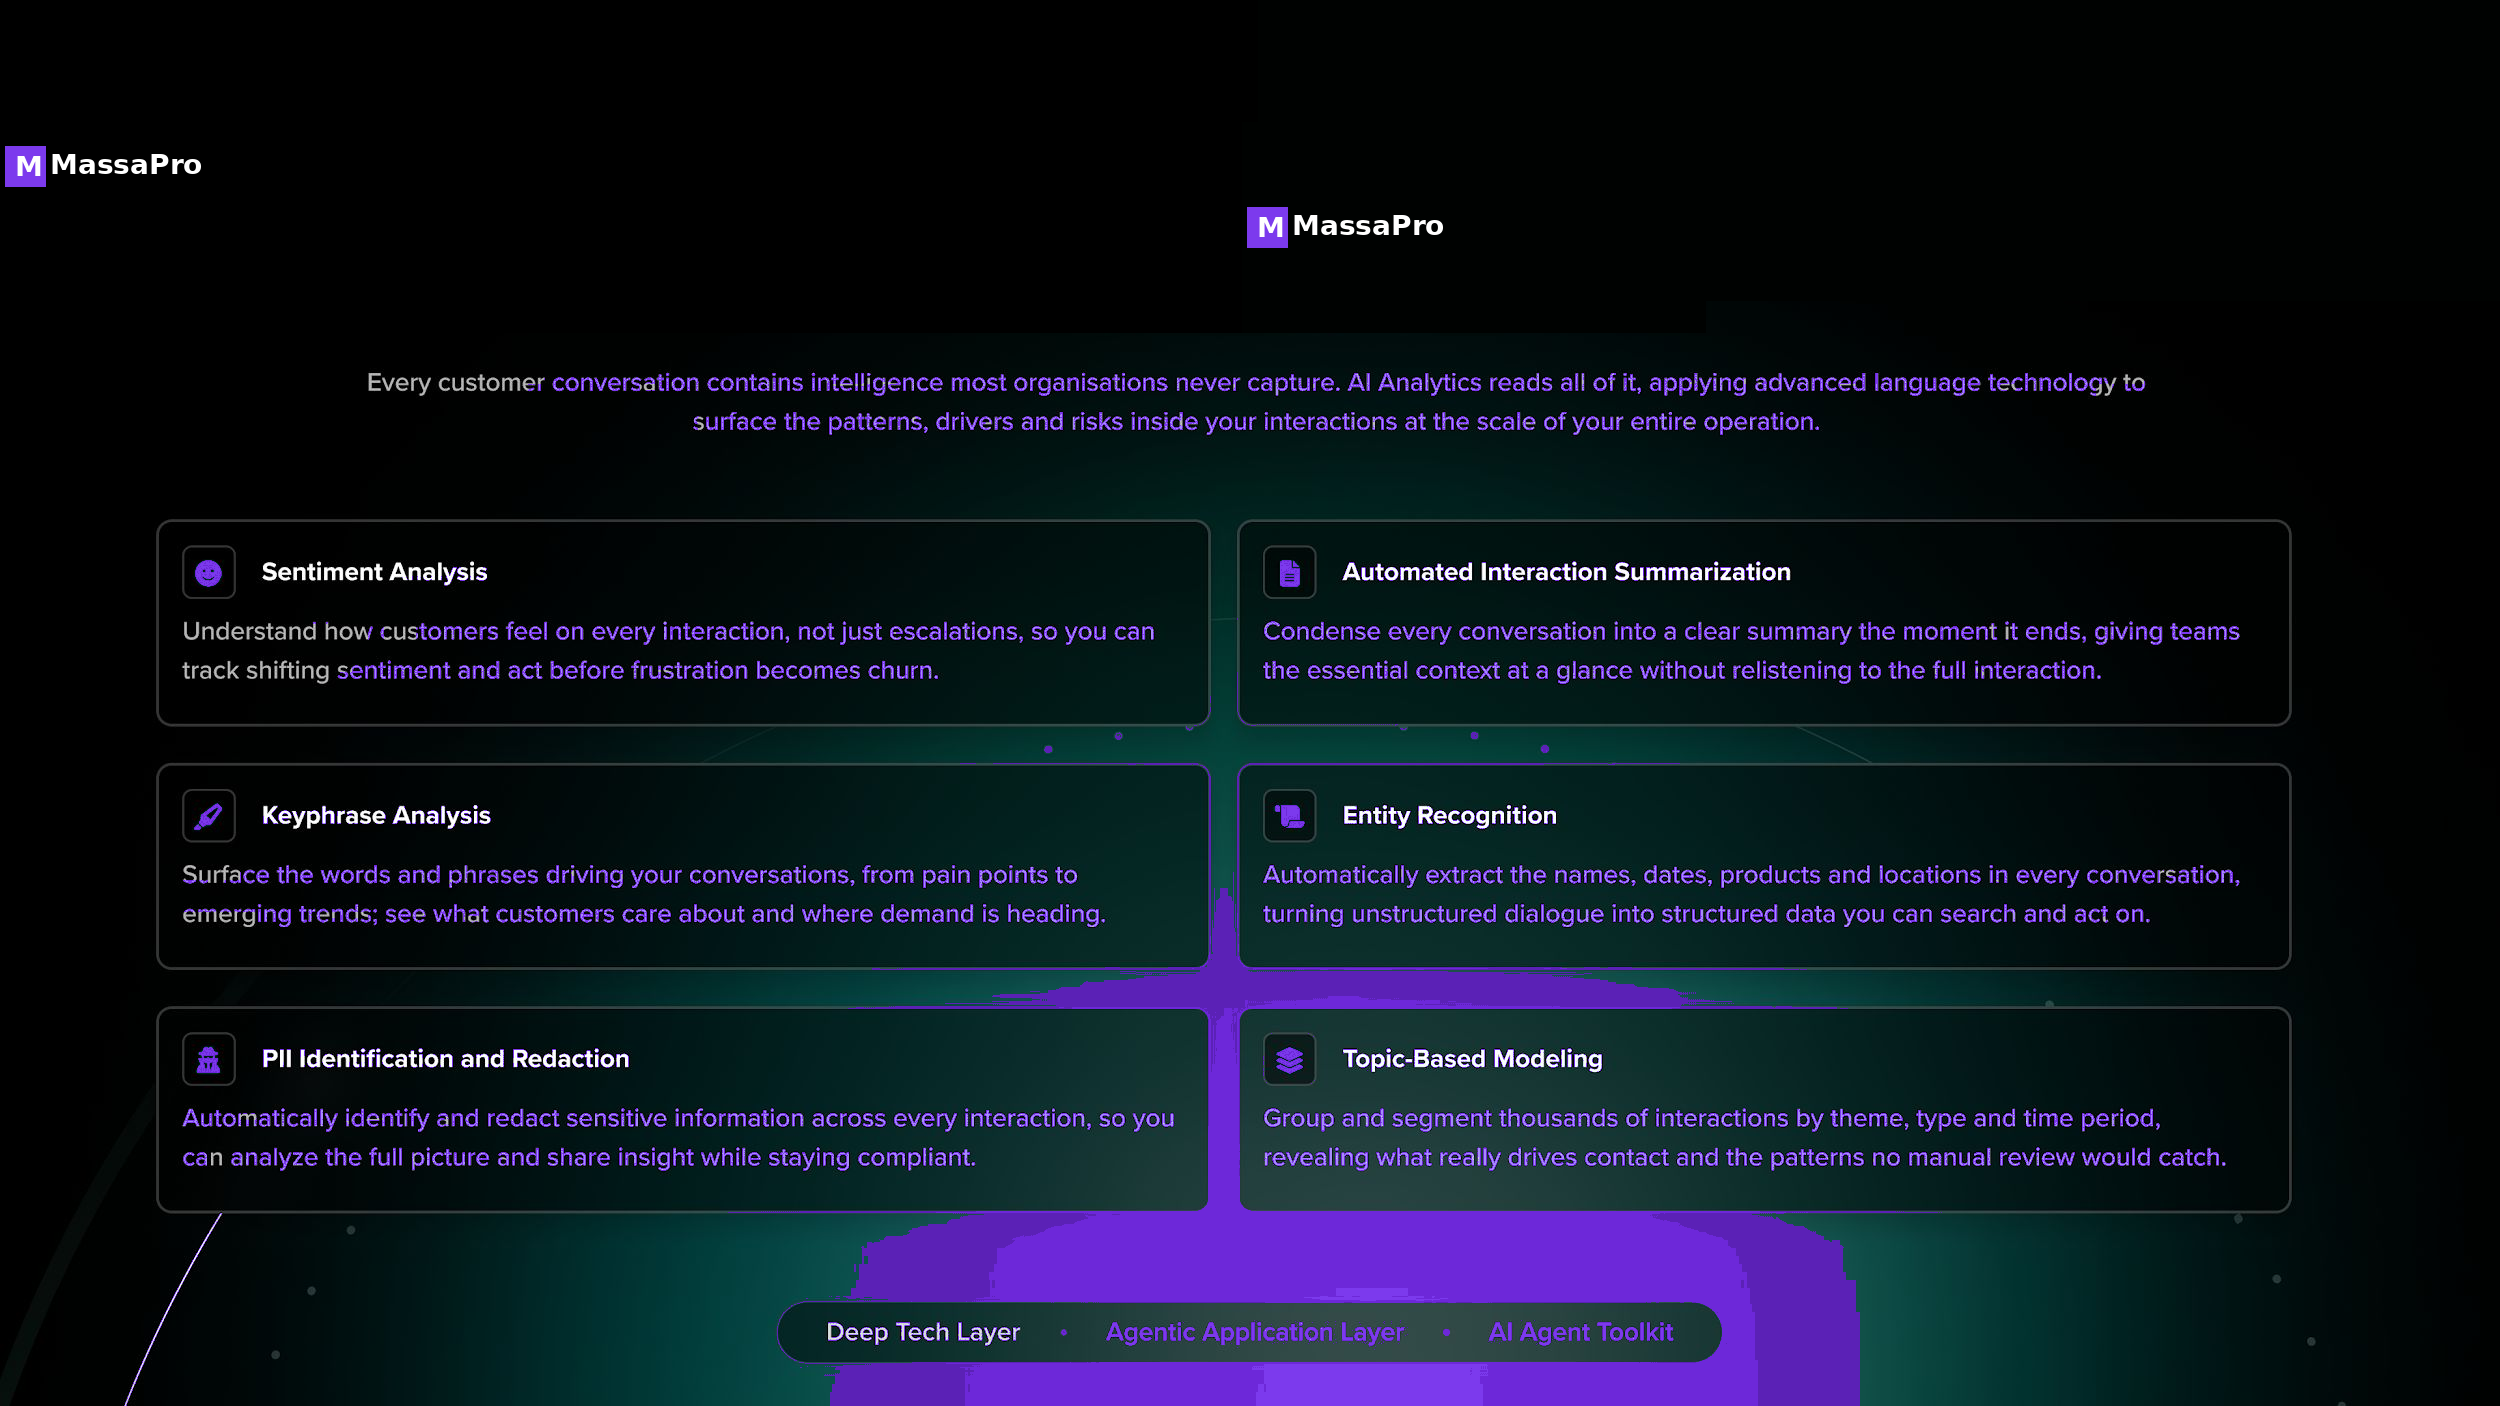 M MassaPro
M MassaPro
Every customer conversation contains intelligence most organisations never capture. AI Analytics reads all of it, applying advanced language technology to
surface the patterns, drivers and risks inside your interactions at the scale of your entire operation.
Sentiment Analysis
Understand how customers feel on every interaction, not just escalations, so you can
track shifting sentiment and act before frustration becomes churn.
Automated Interaction Summarization
Condense every conversation into a clear summary the moment it ends, giving teams
the essential context at a glance without relistening to the full interaction.
Keyphrase Analysis
Surface the words and phrases driving your conversations, from pain points to
emerging trends; see what customers care about and where demand is heading.
Entity Recognition
Automatically extract the names, dates, products and locations in every conversation,
turning unstructured dialogue into structured data you can search and act on.
PII Identification and Redaction
Automatically identify and redact sensitive information across every interaction, so you
can analyze the full picture and share insight while staying compliant.
Topic-Based Modeling
Group and segment thousands of interactions by theme, type and time period,
revealing what really drives contact and the patterns no manual review would catch.
Deep Tech Layer • Agentic Application Layer • AI Agent Toolkit